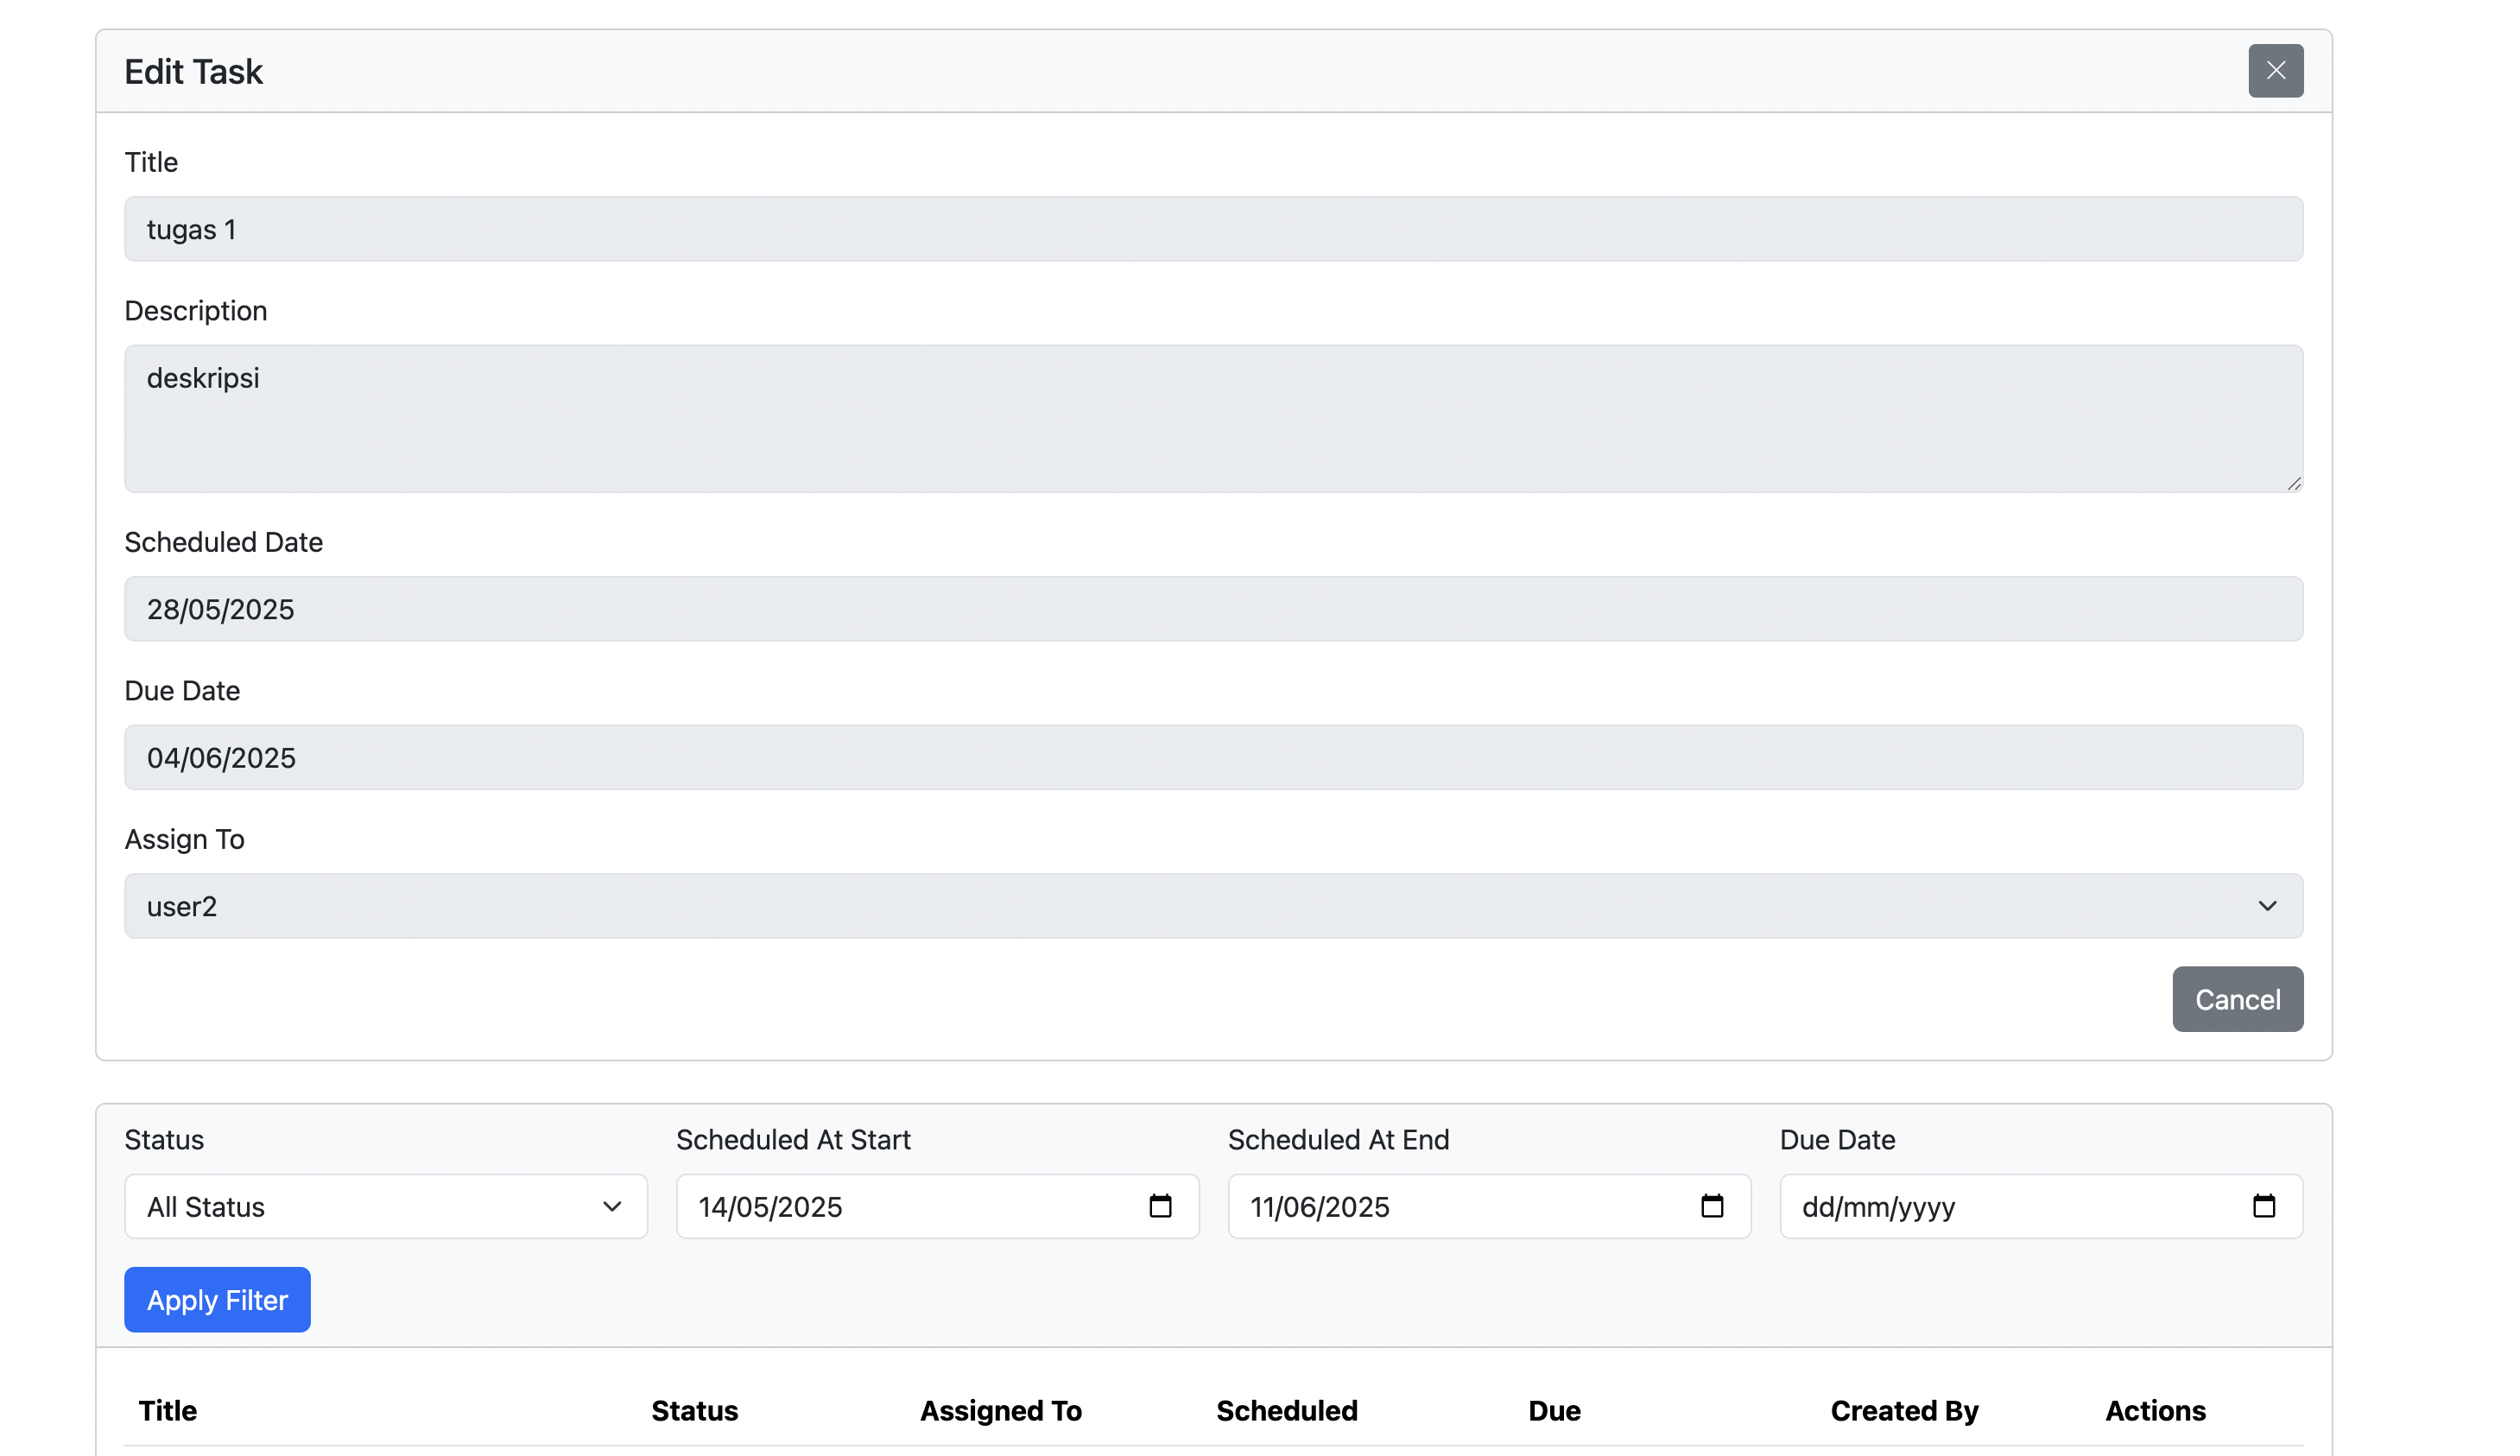 Edit Task
Title
tugas 1
Description
deskripsi
Scheduled Date
28/05/2025
Due Date
04/06/2025
Assign To
user2
Cancel
Status Scheduled At Start Scheduled At End Due Date
All Status 14/05/2025 11/06/2025 dd/mm/yyyy
Apply Filter
Title Status Assigned To Scheduled Due Created By Actions